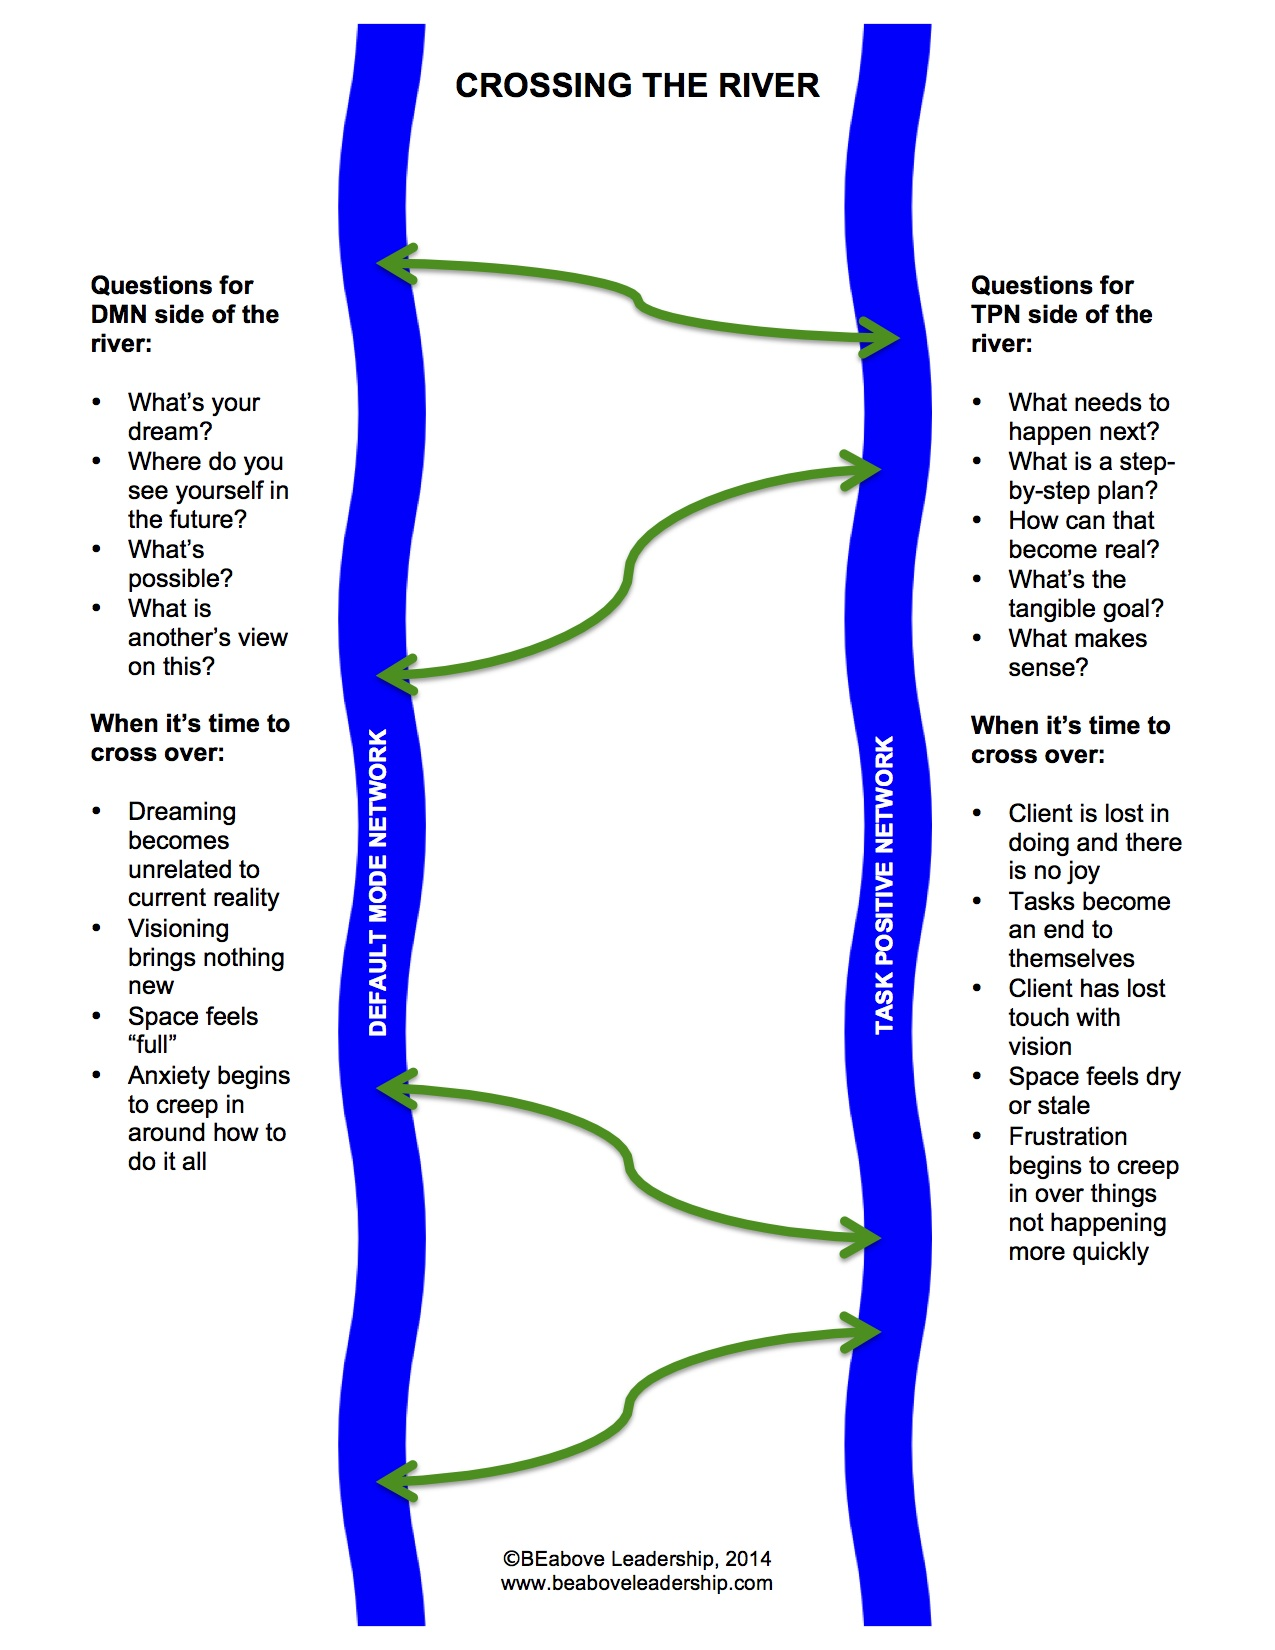 CROSSING THE RIVER
Questions for
DMN side of the
river:
• What’s your
dream?
• Where do you
see yourself in
the future?
• What’s
possible?
• What is
another’s view
on this?
When it’s time to
cross over:
• Dreaming
becomes
unrelated to
current reality
• Visioning
brings nothing
new
• Space feels
“full”
• Anxiety begins
to creep in
around how to
do it all
DEFAULT MODE NETWORK
TASK POSITIVE NETWORK
Questions for
TPN side of the
river:
• What needs to
happen next?
• What is a step-
by-step plan?
• How can that
become real?
• What’s the
tangible goal?
• What makes
sense?
When it’s time to
cross over:
• Client is lost in
doing and there
is no joy
• Tasks become
an end to
themselves
• Client has lost
touch with
vision
• Space feels dry
or stale
• Frustration
begins to creep
in over things
not happening
more quickly
©BEabove Leadership, 2014
www.beaboveleadership.com